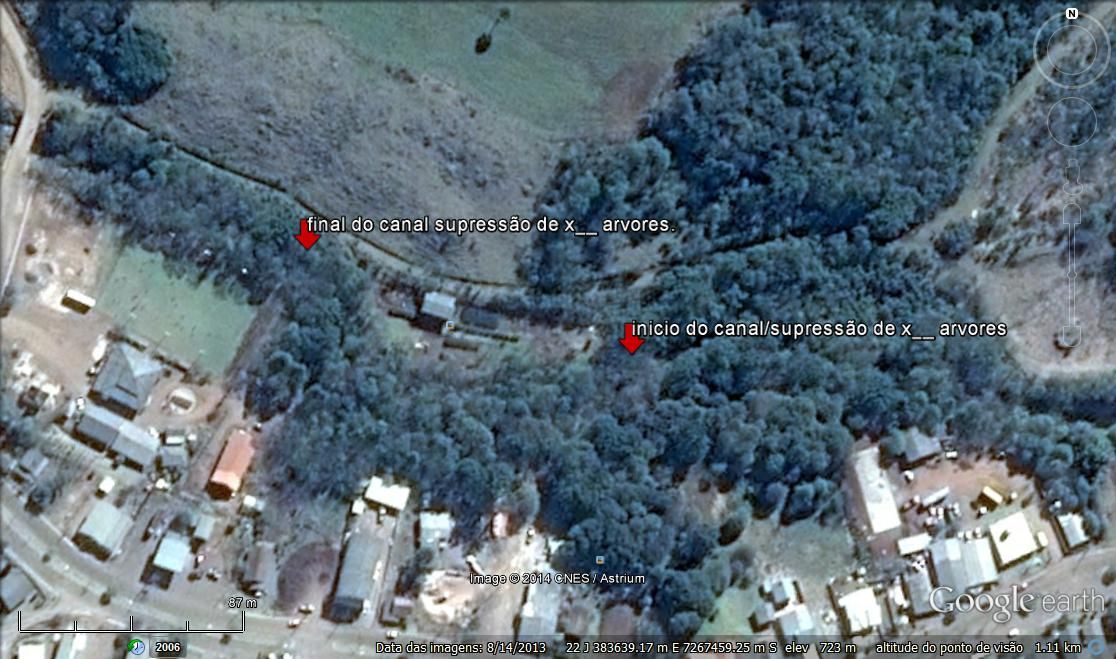 N
final do canal supressão de x__ arvores.
inicio do canal/supressão de x__ arvores
Image © 2014 CNES / Astrium
Google earth
87 m
2006
Data das imagens: 8/14/2013 22 J 383639.17 m E 7267459.25 m S elev 723 m altitude do ponto de visão 1.11 km